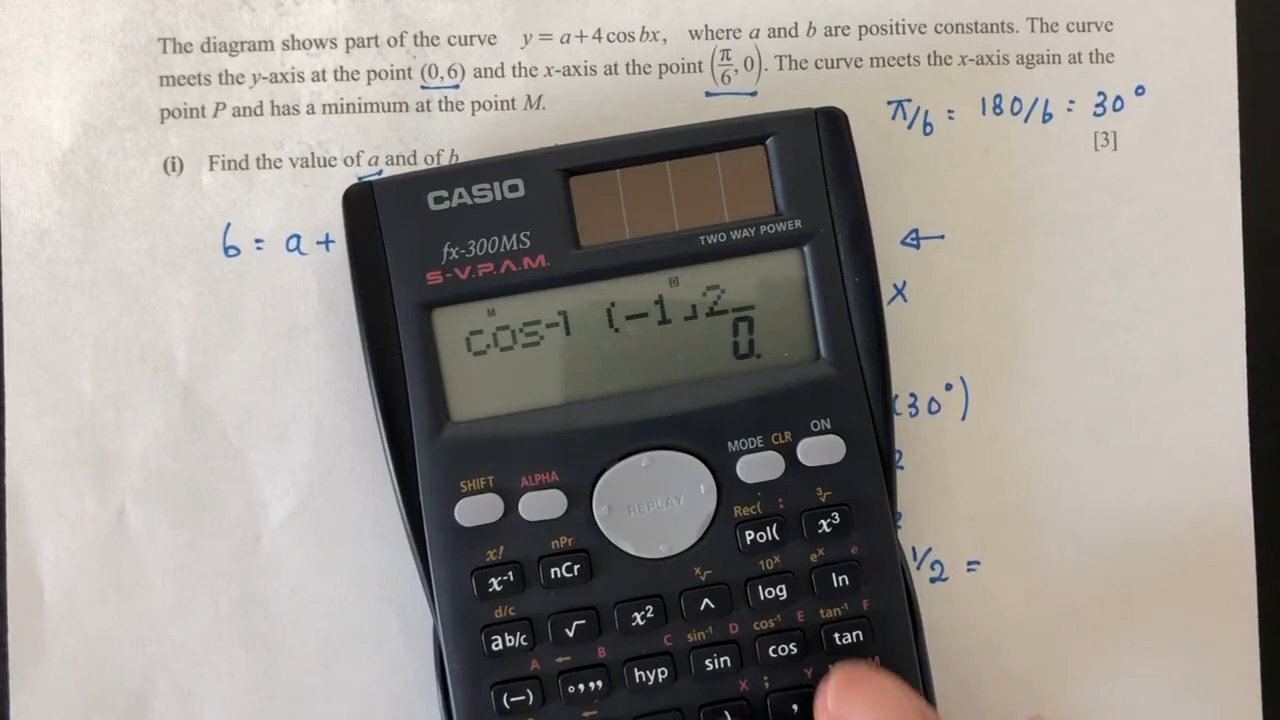 The diagram shows part of the curve y = a + 4 cos bx, where a and b are positive constants. The curve
meets the y-axis at the point (0, 6) and the x-axis at the point (π/6, 0). The curve meets the x-axis again at the
point P and has a minimum at the point M.
π/6 = 180/6 = 30°
[3]
(i) Find the value of a and of b
6 = a +
←
x
(30°)
2
1/2 =
CASIO
fx-300MS
S-V.P.A.M.
TWO WAY POWER
M D
cos-1 (-1⌟2_
0.
SHIFT ALPHA REPLAY MODE CLR ON
x! nPr Rec( : ³√
x⁻¹ nCr Pol( x³
d/c ˣ√ 10ˣ eˣ e
ab/c √ x² ^ log ln
A ← B C sin⁻¹ D cos⁻¹ E tan⁻¹ F
(−) °,,, hyp sin cos tan
← X ; Y M
) ,